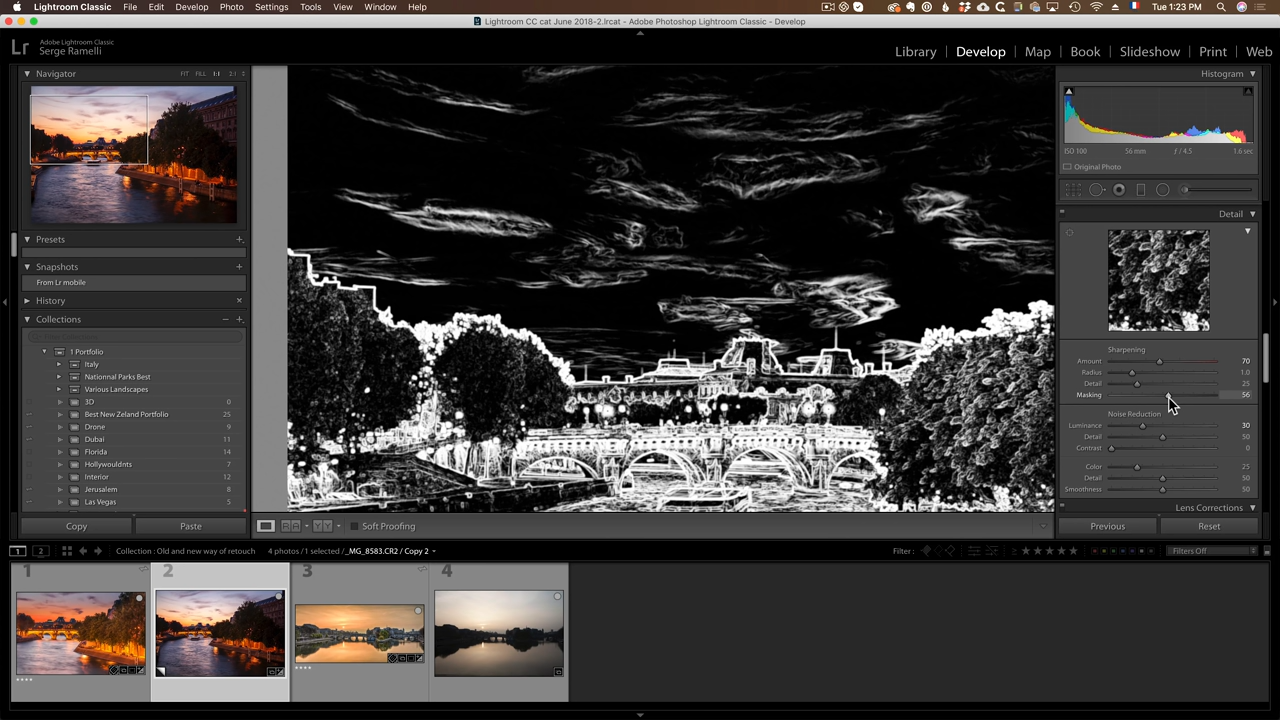 Lightroom Classic File Edit Develop Photo Settings Tools View Window Help Tue 1:23 PM
Lightroom CC cat June 2018-2.lrcat - Adobe Photoshop Lightroom Classic - Develop
Lr Adobe Lightroom Classic
Serge Ramelli
Library Develop Map Book Slideshow Print Web
Navigator FIT FILL 1:1 2:1
Presets
Snapshots
From Lr mobile
History
Collections
1 Portfolio
Italy
Nationnal Parks Best
Various Landscapes
3D 0
Best New Zeland Portfolio 25
Drone 9
Dubai 11
Florida 14
Hollywouldnts 7
Interior 12
Jerusalem 8
Las Vegas 5
Copy Paste
Soft Proofing
Histogram
ISO 100 56 mm ƒ / 4.5 1.6 sec
Original Photo
Detail
Sharpening
Amount 70
Radius 1.0
Detail 25
Masking 56
Noise Reduction
Luminance 30
Detail 50
Contrast 0
Color 25
Detail 50
Smoothness 50
Lens Corrections
Previous Reset
1 2 Collection : Old and new way of retouch 4 photos / 1 selected / _MG_8583.CR2 / Copy 2 Filter : Filters Off
1 2 3 4